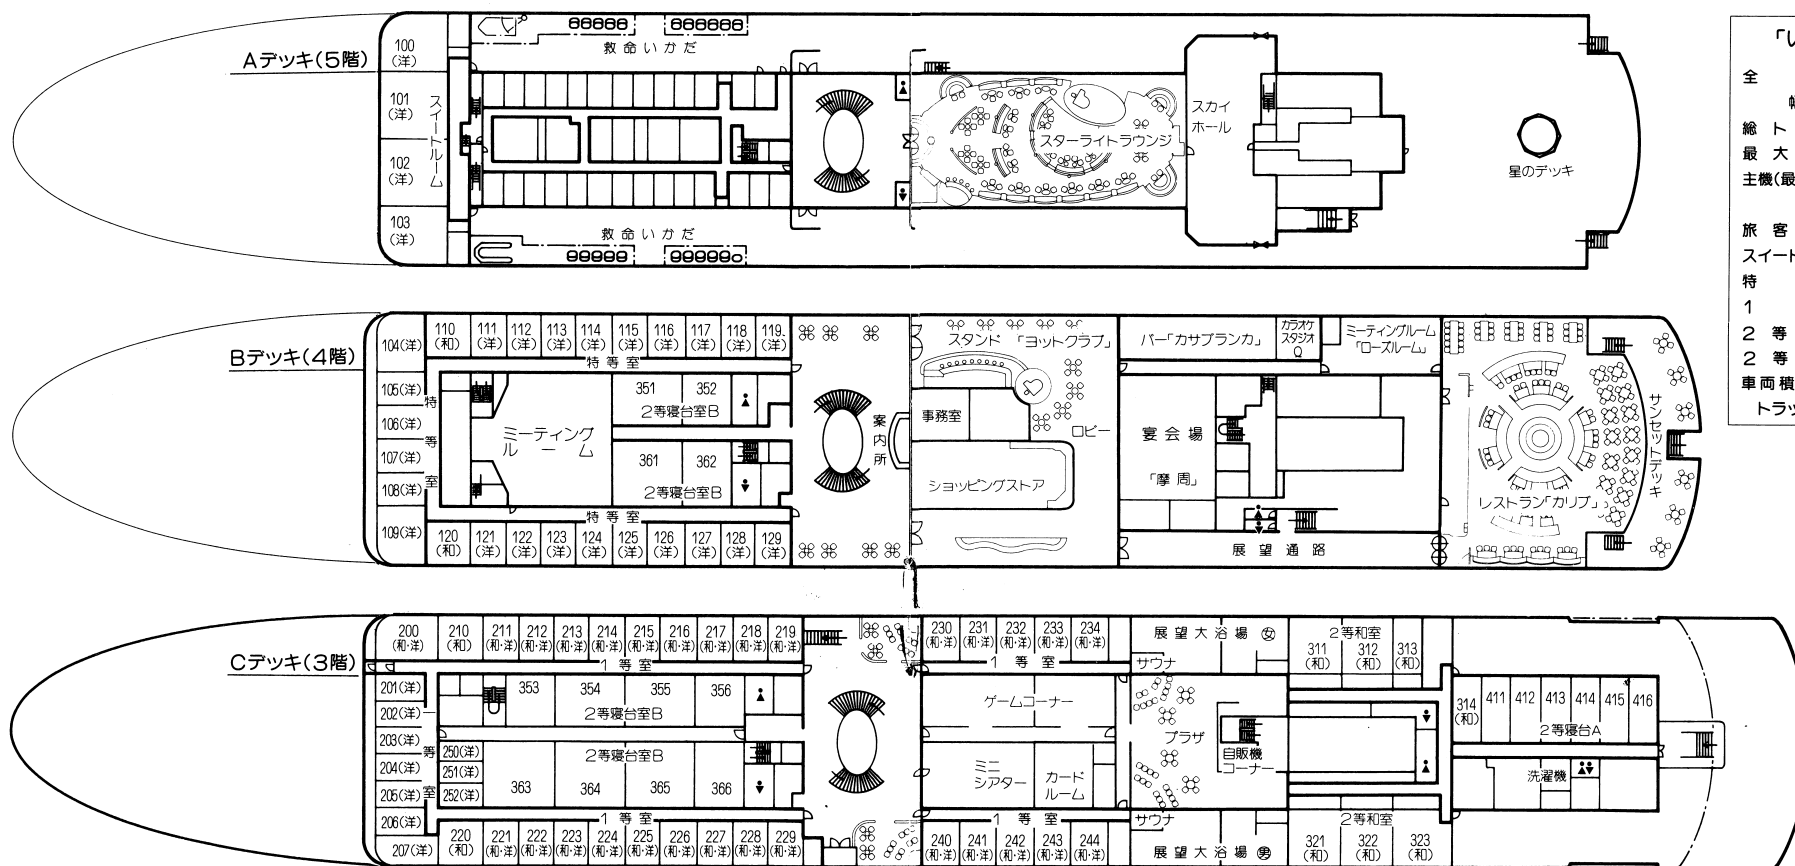 Aデッキ(5階)
100
(洋)
101
(洋)
102
(洋)
103
(洋)
スイートルーム
救命いかだ
救命いかだ
スターライトラウンジ
スカイ
ホール
星のデッキ
Bデッキ(4階)
104(洋)
105(洋)
106(洋)
107(洋)
108(洋)
109(洋)
特等室
110 111 112 113 114 115 116 117 118 119
(和) (洋) (洋) (洋) (洋) (洋) (洋) (洋) (洋) (洋)
特等室
ミーティング
ルーム
351 352
2等寝台室B
361 362
2等寝台室B
特等室
120 121 122 123 124 125 126 127 128 129
(和) (洋) (洋) (洋) (洋) (洋) (洋) (洋) (洋) (洋)
案内所
スタンド 「ヨットクラブ」
事務室
ロビー
ショッピングストア
バー「カサブランカ」
カラオケ
スタジオ
Q
ミーティングルーム
「ローズルーム」
宴会場
「摩周」
展望通路
レストラン「カリブ」
サンセットデッキ
Cデッキ(3階)
200
(和・洋)
201(洋)
202(洋)
203(洋)
204(洋)
205(洋)
206(洋)
207(洋)
一等室
210 211 212 213 214 215 216 217 218 219
(和) (和・洋) (和・洋) (和・洋) (和・洋) (和・洋) (和・洋) (和・洋) (和・洋) (和・洋)
1等室
353 354 355 356
2等寝台室B
250(洋)
251(洋)
252(洋)
2等寝台室B
363 364 365 366
1等室
220 221 222 223 224 225 226 227 228 229
(和) (和・洋) (和・洋) (和・洋) (和・洋) (和・洋) (和・洋) (和・洋) (和・洋) (和・洋)
230 231 232 233 234
(和・洋) (和・洋) (和・洋) (和・洋) (和・洋)
1等室
ゲームコーナー
ミニ
シアター
カード
ルーム
1等室
240 241 242 243 244
(和・洋) (和・洋) (和・洋) (和・洋) (和・洋)
展望大浴場 女
サウナ
プラザ
自販機
コーナー
サウナ
展望大浴場 男
2等和室
311 312 313
(和) (和) (和)
2等和室
321 322 323
(和) (和) (和)
314
(和)
411 412 413 414 415 416
2等寝台A
洗濯機
全
総ト
最大
主機(最
旅客
スイート
特
1
2等
2等
車両積
トラッ